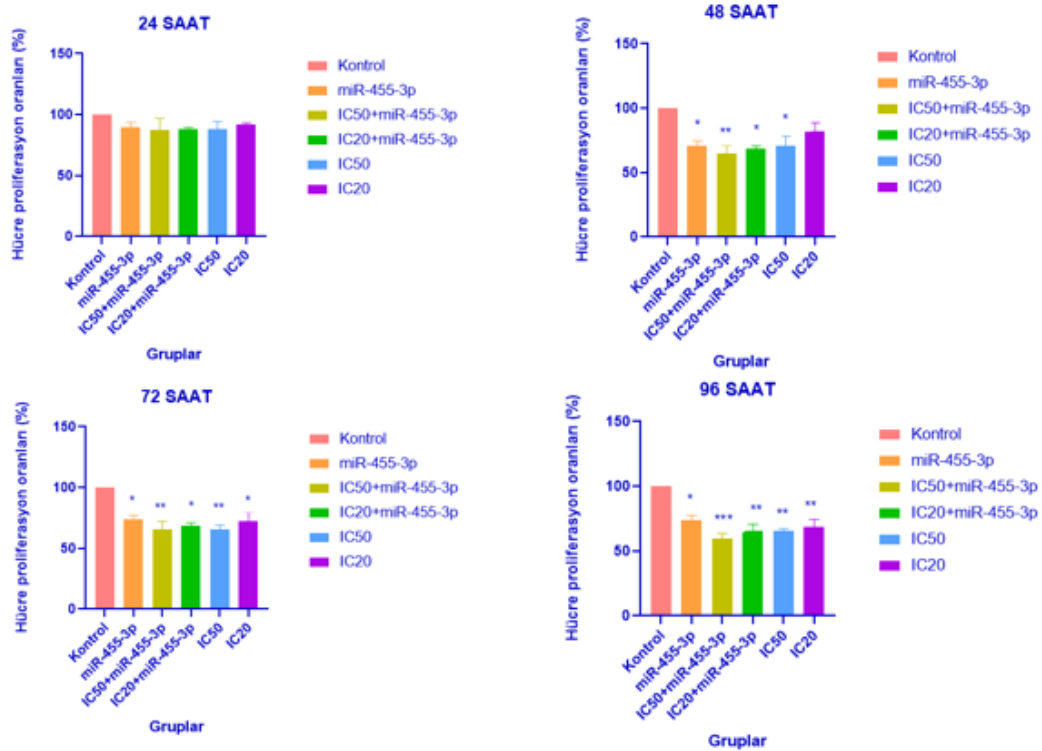 24 SAAT
Hücre proliferasyon oranları (%)
150
100
50
0
Kontrol
miR-455-3p
IC50+miR-455-3p
IC20+miR-455-3p
IC50
IC20
Gruplar
Kontrol
miR-455-3p
IC50+miR-455-3p
IC20+miR-455-3p
IC50
IC20
48 SAAT
Hücre proliferasyon oranları (%)
150
100
50
0
* ** * *
Kontrol
miR-455-3p
IC50+miR-455-3p
IC20+miR-455-3p
IC50
IC20
Gruplar
Kontrol
miR-455-3p
IC50+miR-455-3p
IC20+miR-455-3p
IC50
IC20
72 SAAT
Hücre proliferasyon oranları (%)
150
100
50
0
* ** * ** *
Kontrol
miR-455-3p
IC50+miR-455-3p
IC20+miR-455-3p
IC50
IC20
Gruplar
Kontrol
miR-455-3p
IC50+miR-455-3p
IC20+miR-455-3p
IC50
IC20
96 SAAT
Hücre proliferasyon oranları (%)
150
100
50
0
* *** ** ** **
Kontrol
miR-455-3p
IC50+miR-455-3p
IC20+miR-455-3p
IC50
IC20
Gruplar
Kontrol
miR-455-3p
IC50+miR-455-3p
IC20+miR-455-3p
IC50
IC20